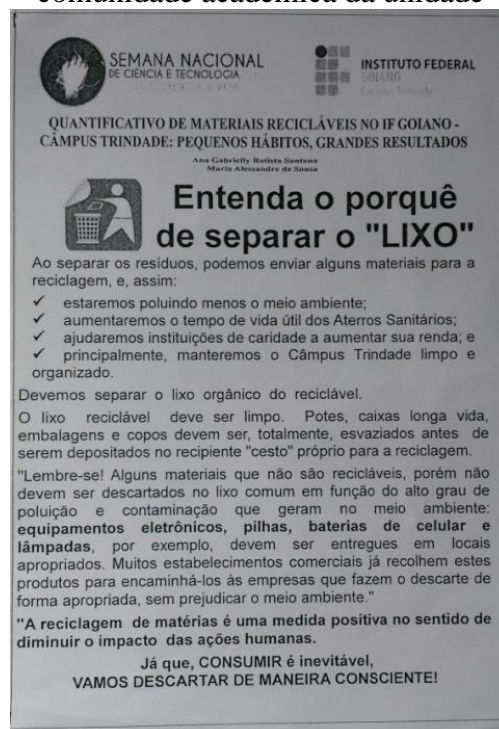 comunidade acadêmica da unidade
SEMANA NACIONAL
DE CIÊNCIA E TECNOLOGIA
INSTITUTO FEDERAL
GOIANO
Câmpus Trindade
QUANTIFICATIVO DE MATERIAIS RECICLÁVEIS NO IF GOIANO -
CÂMPUS TRINDADE: PEQUENOS HÁBITOS, GRANDES RESULTADOS
Ana Gabrielly Batista Santana
Maria Alessandre de Sousa
Entenda o porquê
de separar o "LIXO"
Ao separar os resíduos, podemos enviar alguns materiais para a
reciclagem, e, assim:
✓ estaremos poluindo menos o meio ambiente;
✓ aumentaremos o tempo de vida útil dos Aterros Sanitários;
✓ ajudaremos instituições de caridade a aumentar sua renda; e
✓ principalmente, manteremos o Câmpus Trindade limpo e
organizado.
Devemos separar o lixo orgânico do reciclável.
O lixo reciclável deve ser limpo. Potes, caixas longa vida,
embalagens e copos devem ser, totalmente, esvaziados antes de
serem depositados no recipiente "cesto" próprio para a reciclagem.
"Lembre-se! Alguns materiais que não são recicláveis, porém não
devem ser descartados no lixo comum em função do alto grau de
poluição e contaminação que geram no meio ambiente:
equipamentos eletrônicos, pilhas, baterias de celular e
lâmpadas, por exemplo, devem ser entregues em locais
apropriados. Muitos estabelecimentos comerciais já recolhem estes
produtos para encaminhá-los às empresas que fazem o descarte de
forma apropriada, sem prejudicar o meio ambiente."
"A reciclagem de matérias é uma medida positiva no sentido de
diminuir o impacto das ações humanas.
Já que, CONSUMIR é inevitável,
VAMOS DESCARTAR DE MANEIRA CONSCIENTE!